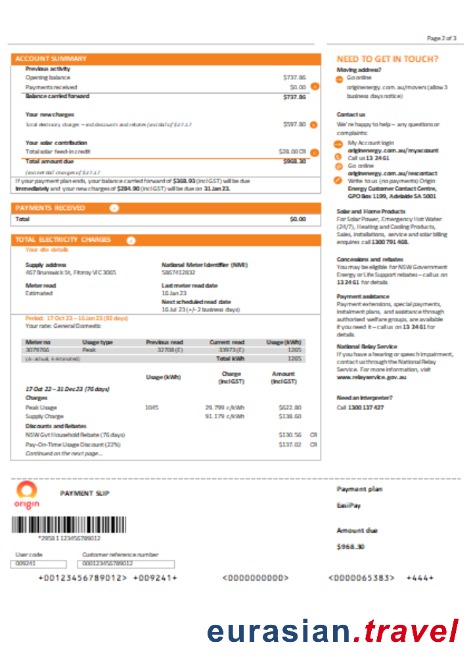 Page 2 of 3
ACCOUNT SUMMARY
Previous activity
Opening balance $737.86
Payments received $0.00
Balance carried forward $737.86
Your new charges
Total electricity charges – incl discounts and rebates (incl GST of $27.17 $597.80
Your solar contribution
Total solar feed-in credit $28.00 CR
Total amount due $968.30
(incl net credits of $27.17
If your payment plan ends, your balance carried forward of $368.93 (incl GST) will be due
immediately and your new charges of $284.90 (incl GST) will be due on 31 Jan 23.
PAYMENTS RECEIVED
Total $0.00
TOTAL ELECTRICITY CHARGES
Your site details
Supply address National Meter Identifier (NMI)
467 Brunswick St, Fitzroy VIC 3065 5867412832
Meter read Last meter read date
Estimated 16 Jan 23
Next scheduled read date
16 Jul 23 (+/- 2 business days)
Period: 17 Oct 22 – 16 Jan 23 (92 days)
Your rate: General Domestic
Meter no Usage type Previous read Current read Usage (kWh)
3079766 Peak 32708 (E) 33973 (E) 1265
(A- actual, E- estimated) Total kWh 1265
Usage (kWh) Charge (incl GST) Amount (incl GST)
17 Oct 22 – 31 Dec 23 (76 days)
Charges
Peak Usage 1045 29.799 c/kWh $622.80
Supply Charge 91.179 c/kWh $138.60
Discounts and Rebates
NSW Gvt Household Rebate (76 days) $130.56 CR
Pay-On-Time Usage Discount (22%) $137.02 CR
Continued on the next page...
NEED TO GET IN TOUCH?
Moving address?
Go online
originenergy.com.au/movers (allow 3
business days notice)
Contact us
We're happy to help – any questions or
complaints:
My Account login
originenergy.com.au/myaccount
Call us 13 24 61
Go online
originenergy.com.au/rescontact
Write to us (no payments) Origin
Energy Customer Contact Centre,
GPO Box 1199, Adelaide SA 5001
Solar and Home Products
For Solar Power, Emergency Hot Water
(24/7), Heating and Cooling Products,
Sales, installations, service and solar billing
enquires call 1300 791 468.
Concessions and rebates
You may be eligible for NSW Government
Energy or Life Support rebates – call us on
13 24 61 for details
Payment assistance
Payment extensions, special payments,
instalment plans, and assistance through
authorised welfare groups, are available
if you need it – call us on 13 24 61 for
details.
National Relay Service
If you have a hearing or speech impairment,
contact us through the National Relay
Service. For more information, visit
www.relayservice.gov.au
Need an Interpreter?
Call 1300 137 427
origin
PAYMENT SLIP
*2958 1 123456789012
User code Customer reference number
009241 000123456789012
Payment plan
EasiPay
Amount due
$968.30
+00123456789012> +009241+ <0000000000> <0000065383> +444+
eurasian.travel